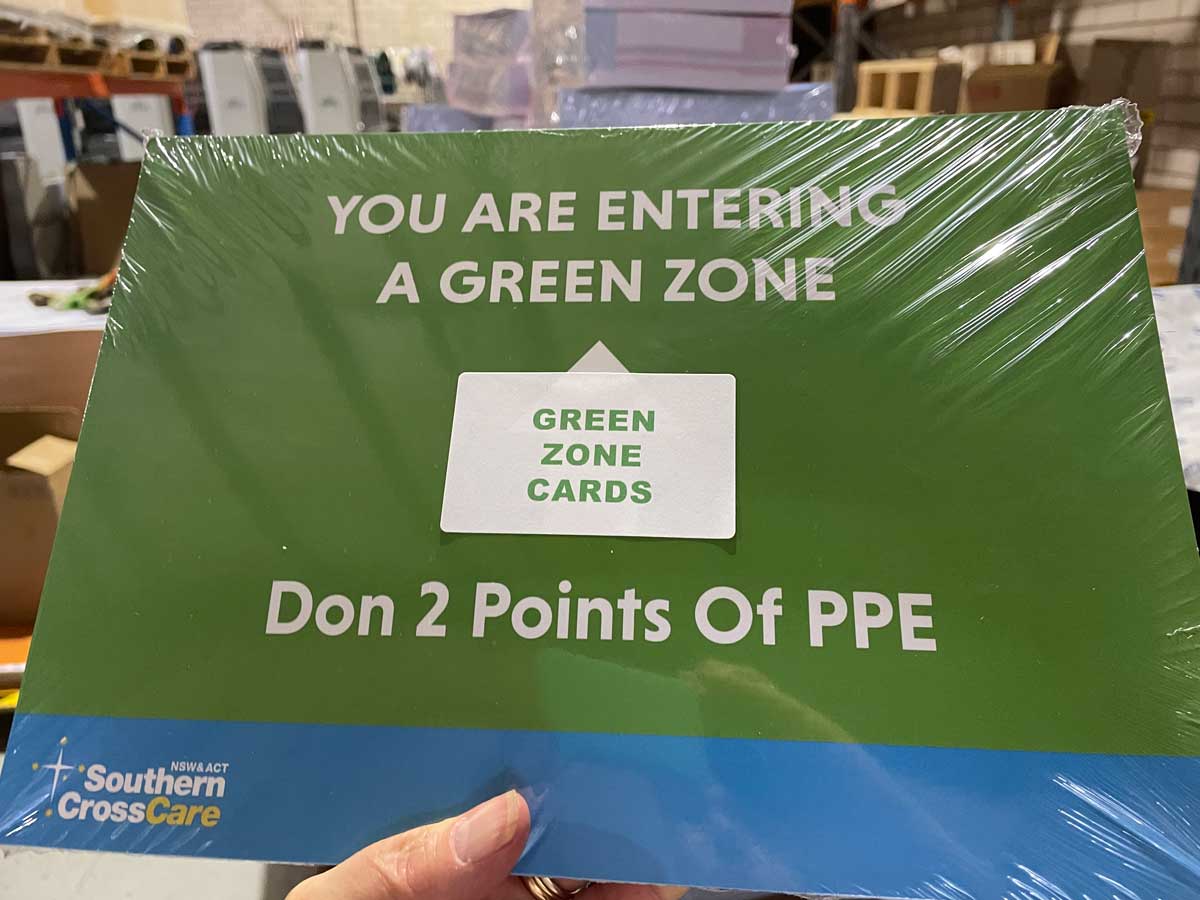 YOU ARE ENTERING
A GREEN ZONE
GREEN
ZONE
CARDS
Don 2 Points Of PPE
NSW&ACT
Southern
CrossCare